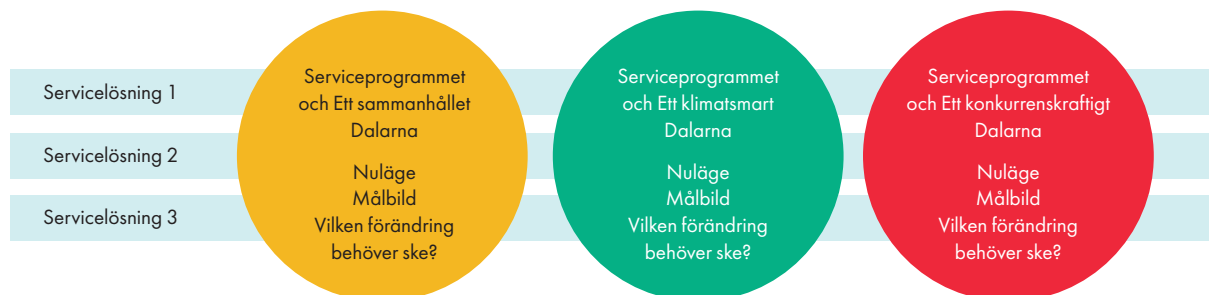 Servicelösning 1
Servicelösning 2
Servicelösning 3
Serviceprogrammet
och Ett sammanhållet
Dalarna
Nuläge
Målbild
Vilken förändring
behöver ske?
Serviceprogrammet
och Ett klimatsmart
Dalarna
Nuläge
Målbild
Vilken förändring
behöver ske?
Serviceprogrammet
och Ett konkurrenskraftigt
Dalarna
Nuläge
Målbild
Vilken förändring
behöver ske?